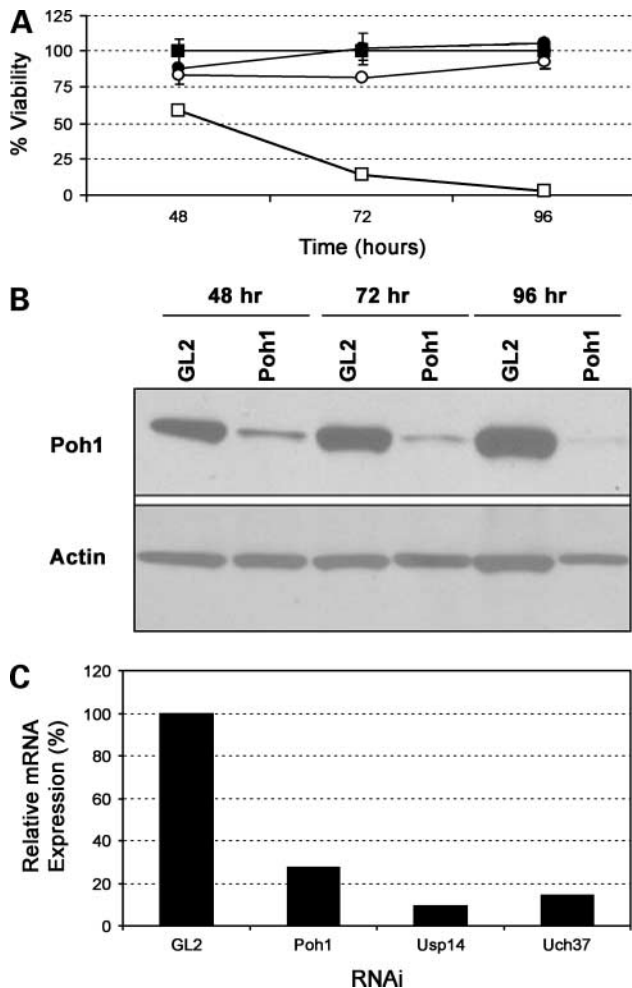 A
125
100
75
50
25
0
% Viability
48 72 96
Time (hours)
B
48 hr 72 hr 96 hr
GL2 Poh1 GL2 Poh1 GL2 Poh1
Poh1
Actin
C
120
100
80
60
40
20
0
Relative mRNA
Expression (%)
GL2 Poh1 Usp14 Uch37
RNAi